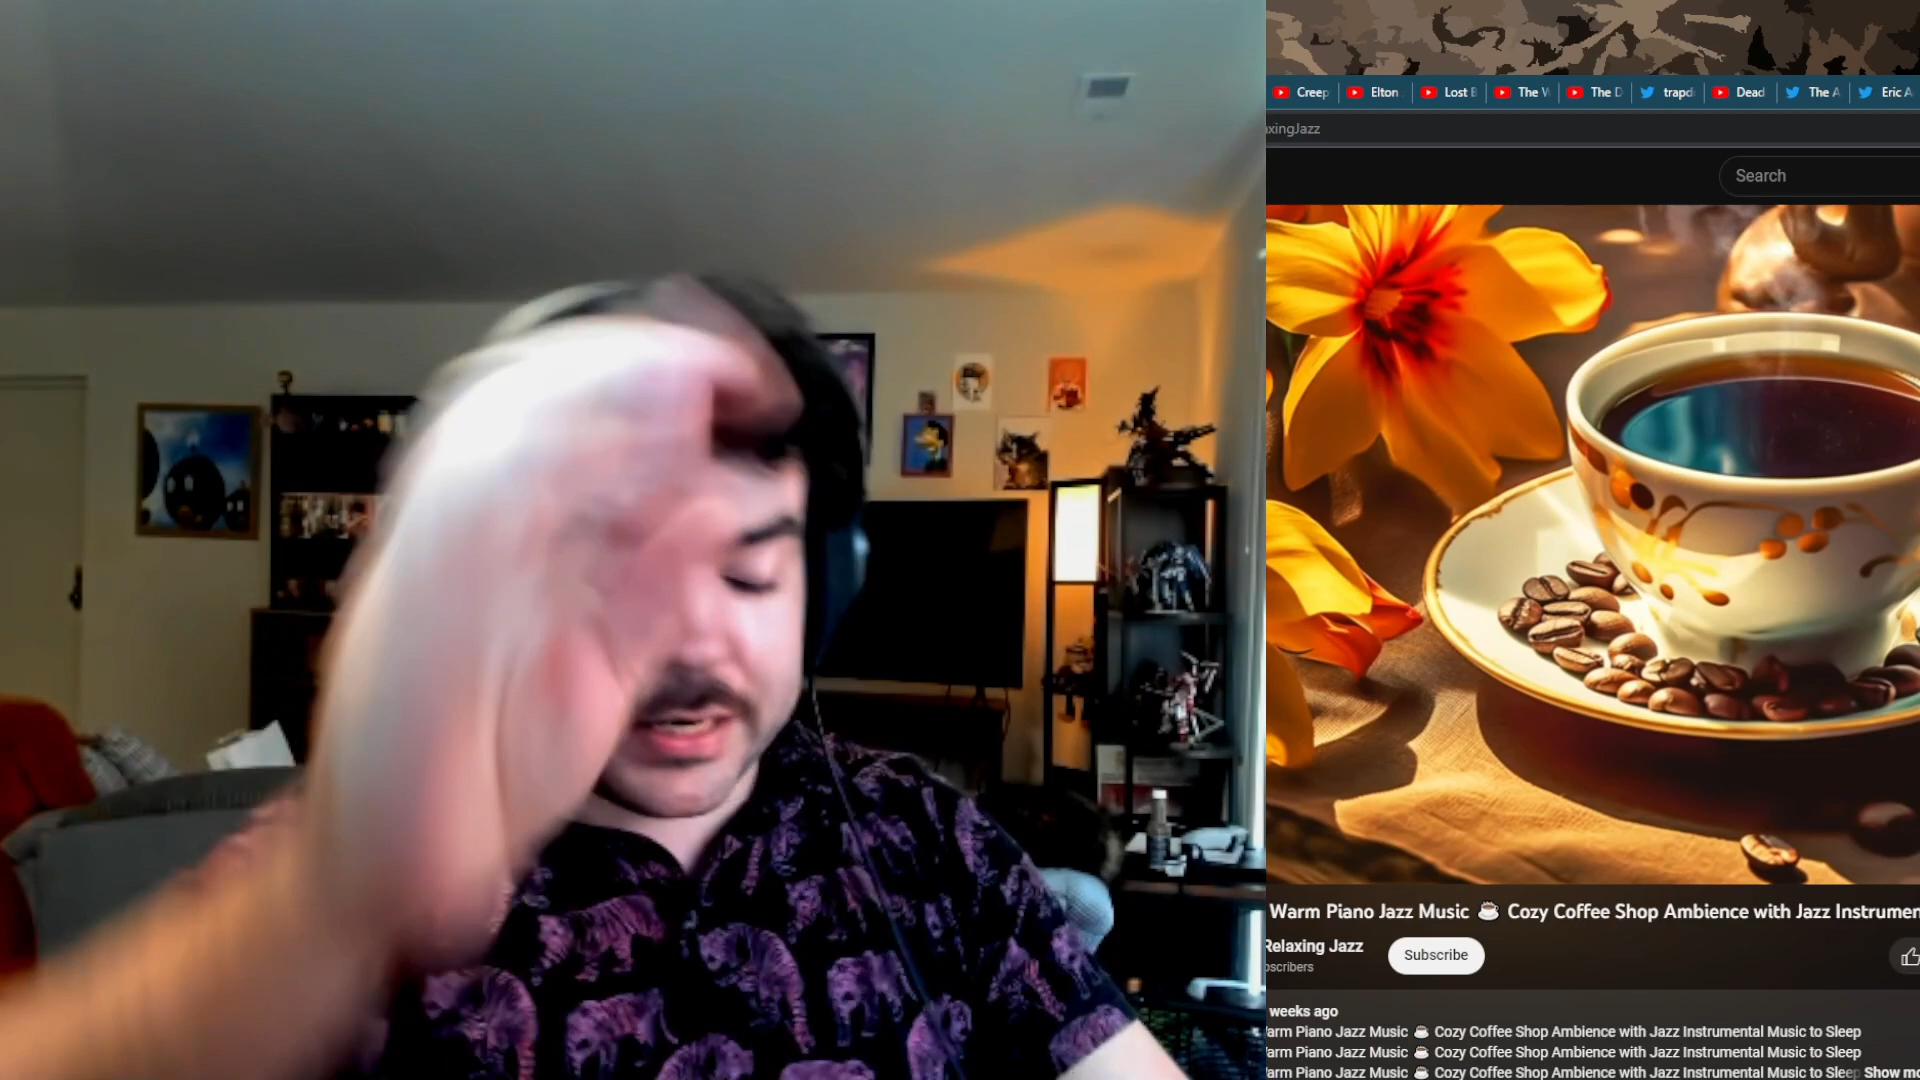 Creep
Elton
Lost B
The W
The D
trapd
Dead
The A
Eric A
xingJazz
Search
Warm Piano Jazz Music ☕ Cozy Coffee Shop Ambience with Jazz Instrumen
Relaxing Jazz
oscribers
Subscribe
weeks ago
arm Piano Jazz Music ☕ Cozy Coffee Shop Ambience with Jazz Instrumental Music to Sleep
arm Piano Jazz Music ☕ Cozy Coffee Shop Ambience with Jazz Instrumental Music to Sleep
arm Piano Jazz Music ☕ Cozy Coffee Shop Ambience with Jazz Instrumental Music to Sleep Show mo